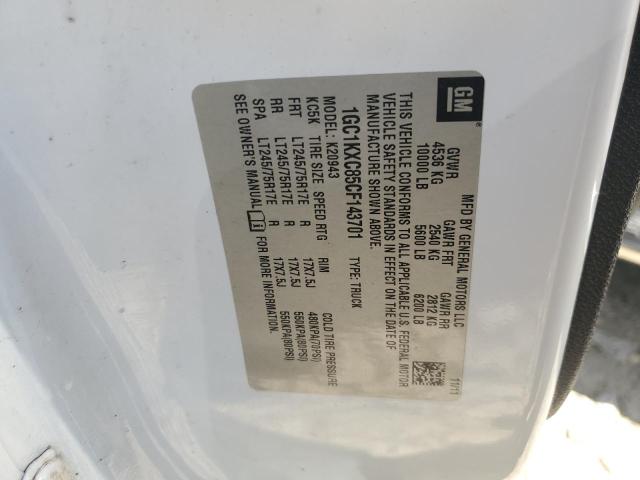 GM
MFD BY GENERAL MOTORS LLC
11/11
GVWR GAWR FRT GAWR RR
4536 KG 2540 KG 2812 KG
10000 LB 5600 LB 6200 LB
THIS VEHICLE CONFORMS TO ALL APPLICABLE U.S. FEDERAL MOTOR
VEHICLE SAFETY STANDARDS IN EFFECT ON THE DATE OF
MANUFACTURE SHOWN ABOVE.
1GC1KXC85CF143701 TYPE: TRUCK
MODEL: K20943
KC5K TIRE SIZE SPEED RTG RIM COLD TIRE PRESSURE
FRT LT245/75R17E R 17X7.5J 480KPA(70PSI)
RR LT245/75R17E R 17X7.5J 550KPA(80PSI)
SPA LT245/75R17E R 17X7.5J 550KPA(80PSI)
SEE OWNER'S MANUAL FOR MORE INFORMATION.